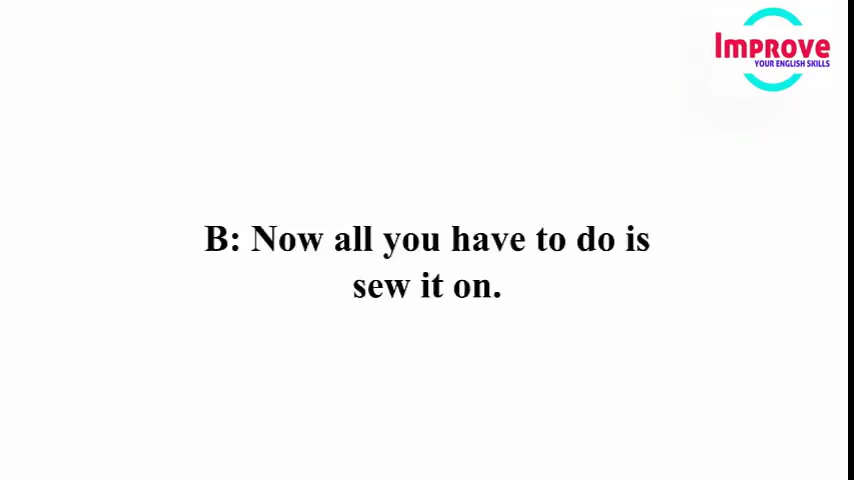 Improve
YOUR ENGLISH SKILLS
B: Now all you have to do is
sew it on.